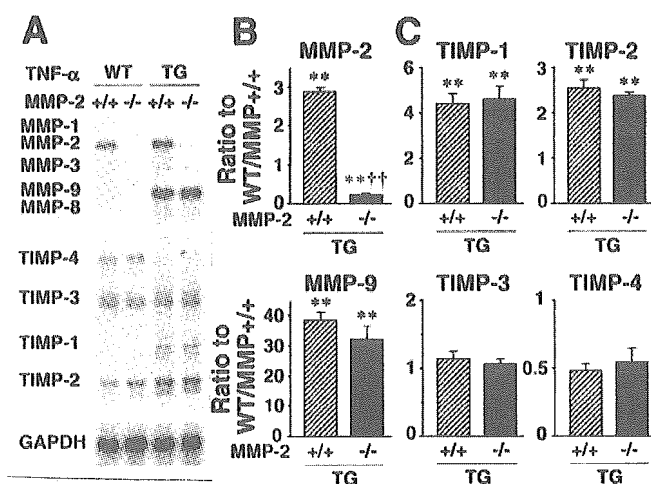 A
TNF-α WT TG
MMP-2 +/+ -/- +/+ -/-
MMP-1
MMP-2
MMP-3
MMP-9
MMP-8
TIMP-4
TIMP-3
TIMP-1
TIMP-2
GAPDH
B
MMP-2
Ratio to
WT/MMP+/+
3
2
1
0
**
**††
MMP-2 +/+ -/-
TG
MMP-9
Ratio to
WT/MMP+/+
40
30
20
10
0
**
**
MMP-2 +/+ -/-
TG
C
TIMP-1
6
4
2
0
**
**
+/+ -/-
TG
TIMP-2
3
2
1
0
**
**
+/+ -/-
TG
TIMP-3
2
1
0
+/+ -/-
TG
TIMP-4
1
0.5
0
+/+ -/-
TG